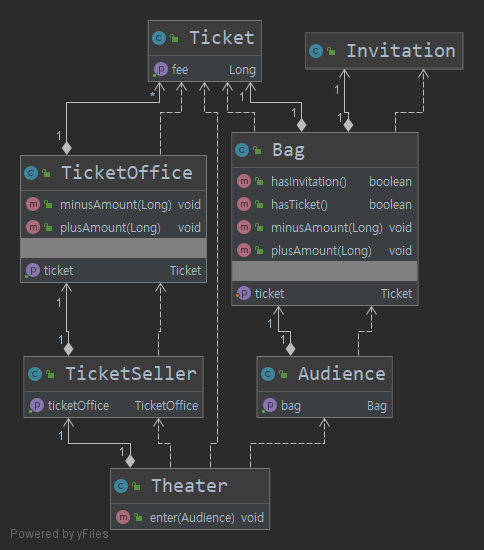 Ticket
fee Long
Invitation
*
1
1
1
1
1
TicketOffice
minusAmount(Long) void
plusAmount(Long) void
ticket Ticket
Bag
hasInvitation() boolean
hasTicket() boolean
minusAmount(Long) void
plusAmount(Long) void
ticket Ticket
1
1
1
1
TicketSeller
ticketOffice TicketOffice
Audience
bag Bag
1
1
Theater
enter(Audience) void
Powered by yFiles